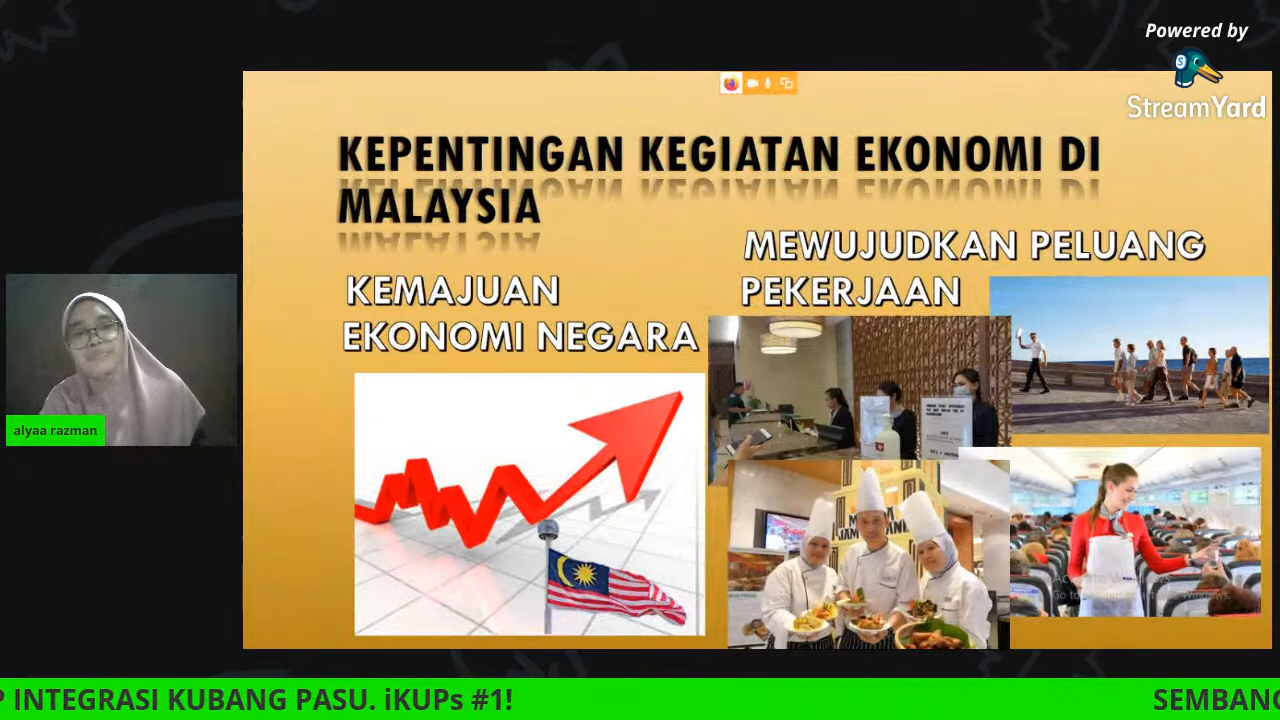 Powered by
StreamYard
KEPENTINGAN KEGIATAN EKONOMI DI
MALAYSIA
KEMAJUAN
EKONOMI NEGARA
MEWUJUDKAN PELUANG
PEKERJAAN
alyaa razman
P INTEGRASI KUBANG PASU. iKUPs #1!
SEMBANG